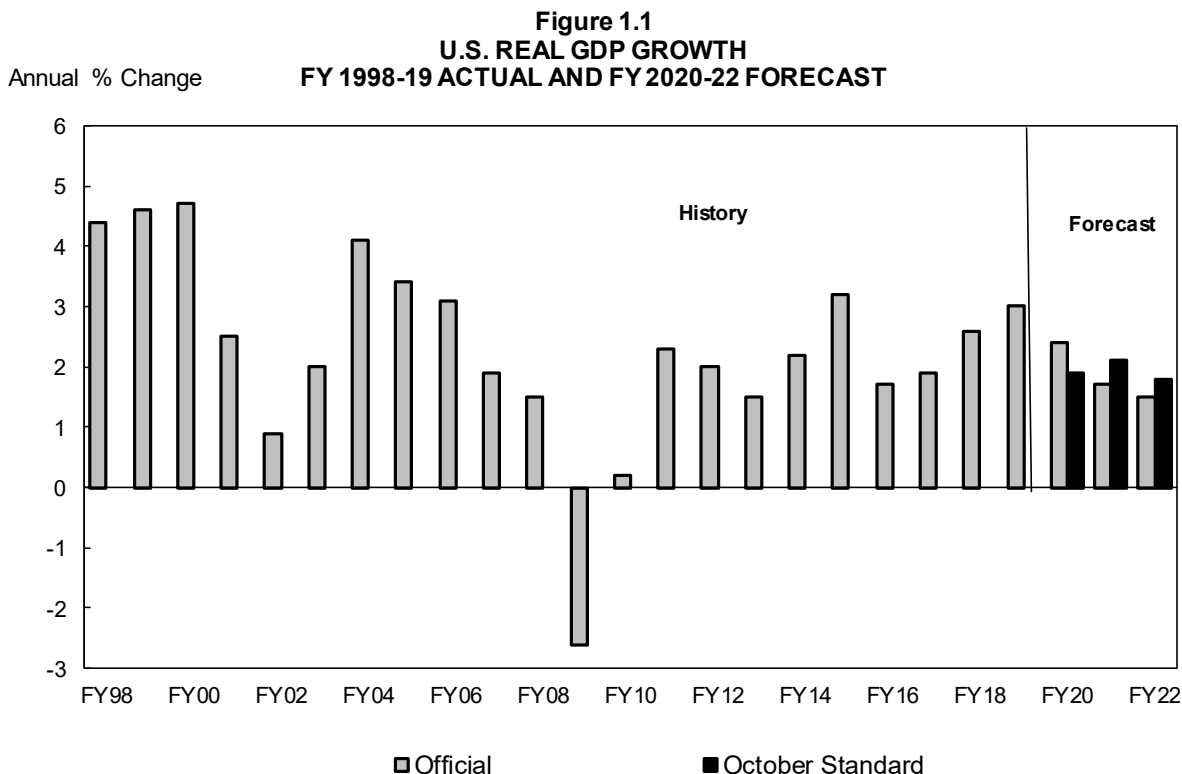 Figure 1.1
U.S. REAL GDP GROWTH
Annual % Change FY 1998-19 ACTUAL AND FY 2020-22 FORECAST
6
5
History
Forecast
4
3
2
1
0
-1
-2
-3
FY98 FY00 FY02 FY04 FY06 FY08 FY10 FY12 FY14 FY16 FY18 FY20 FY22
Official October Standard